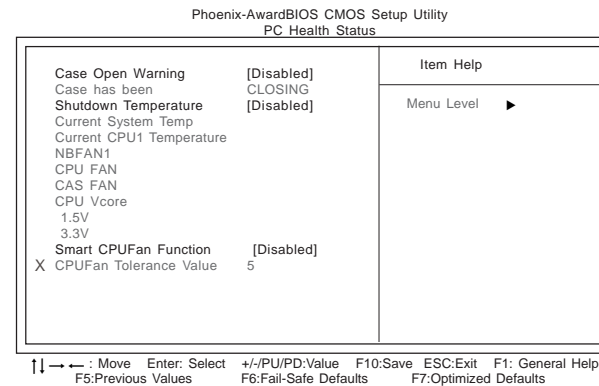 Phoenix-AwardBIOS CMOS Setup Utility
PC Health Status
Case Open Warning [Disabled]
Case has been CLOSING
Shutdown Temperature [Disabled]
Current System Temp
Current CPU1 Temperature
NBFAN1
CPU FAN
CAS FAN
CPU Vcore
1.5V
3.3V
Smart CPUFan Function [Disabled]
X CPUFan Tolerance Value 5
Item Help
Menu Level ►
↑↓→← : Move Enter: Select +/-/PU/PD:Value F10:Save ESC:Exit F1: General Help
F5:Previous Values F6:Fail-Safe Defaults F7:Optimized Defaults